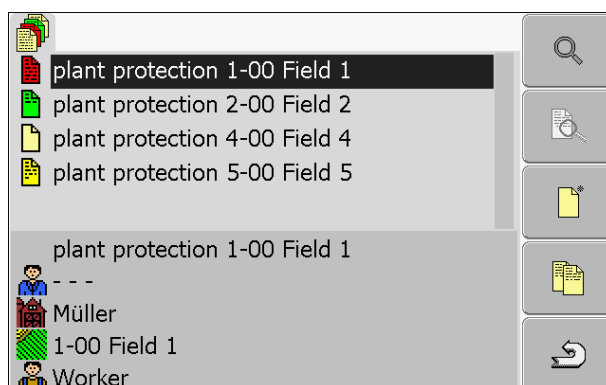 plant protection 1-00 Field 1
plant protection 2-00 Field 2
plant protection 4-00 Field 4
plant protection 5-00 Field 5
plant protection 1-00 Field 1
- - -
Müller
1-00 Field 1
Worker